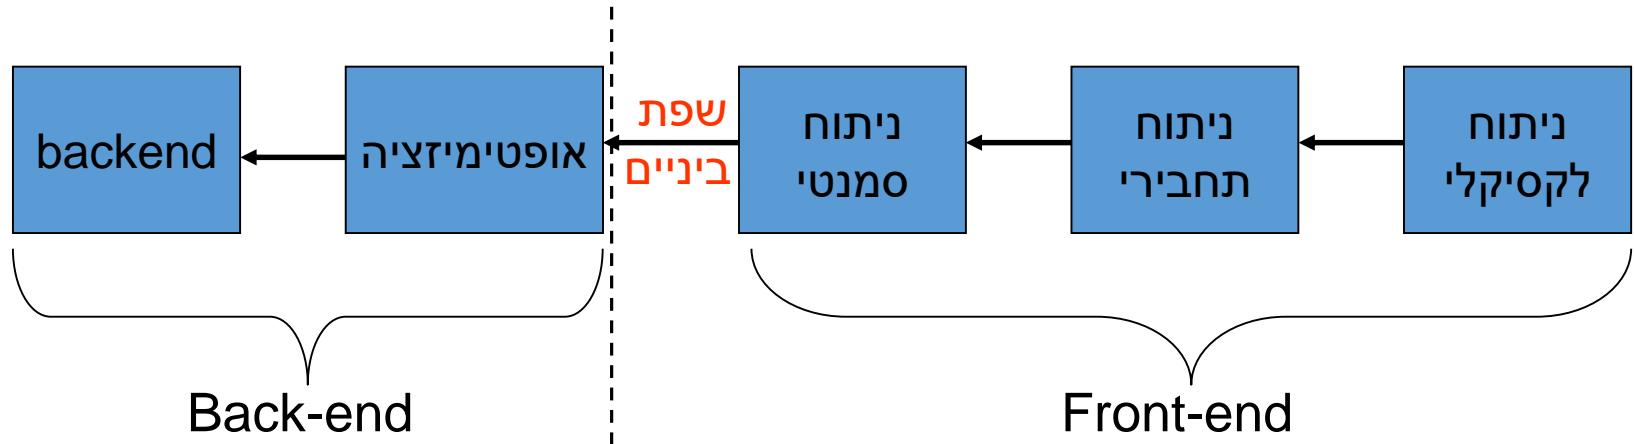 ניתוח
לקסיקלי
ניתוח
תחבירי
ניתוח
סמנטי
שפת
ביניים
אופטימיזציה
backend
Front-end
Back-end